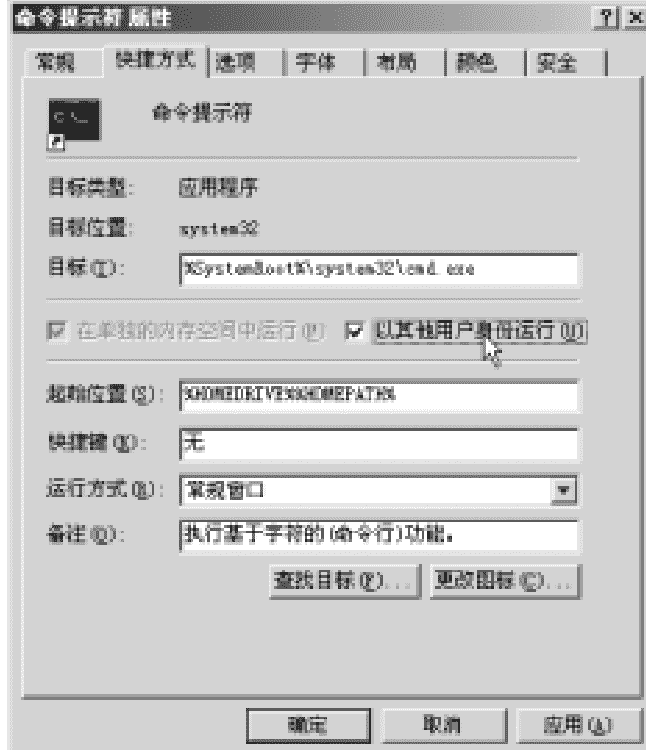 命令提示符 属性
常规 快捷方式 选项 字体 布局 颜色 安全
C:\_ 命令提示符
目标类型: 应用程序
目标位置: system32
目标(T): %SystemRoot%\system32\cmd.exe
在单独的内存空间中运行(P) 以其他用户身份运行(U)
起始位置(S): %HOMEDRIVE%%HOMEPATH%
快捷键(K): 无
运行方式(R): 常规窗口
备注(O): 执行基于字符的(命令行)功能。
查找目标(F)... 更改图标(C)...
确定 取消 应用(A)